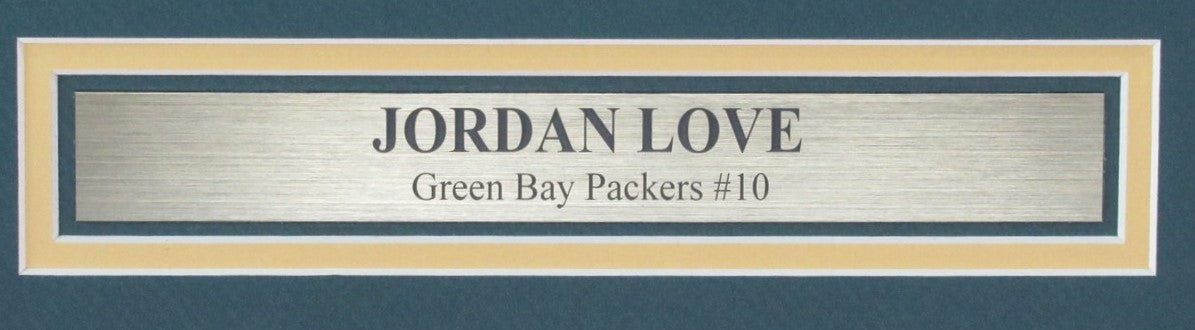 JORDAN LOVE
Green Bay Packers #10